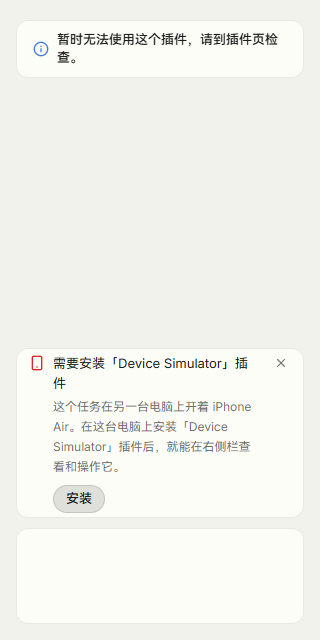 暂时无法使用这个插件，请到插件页检
查。
需要安装「Device Simulator」插
件
这个任务在另一台电脑上开着 iPhone
Air。在这台电脑上安装「Device
Simulator」插件后，就能在右侧栏查
看和操作它。
安装